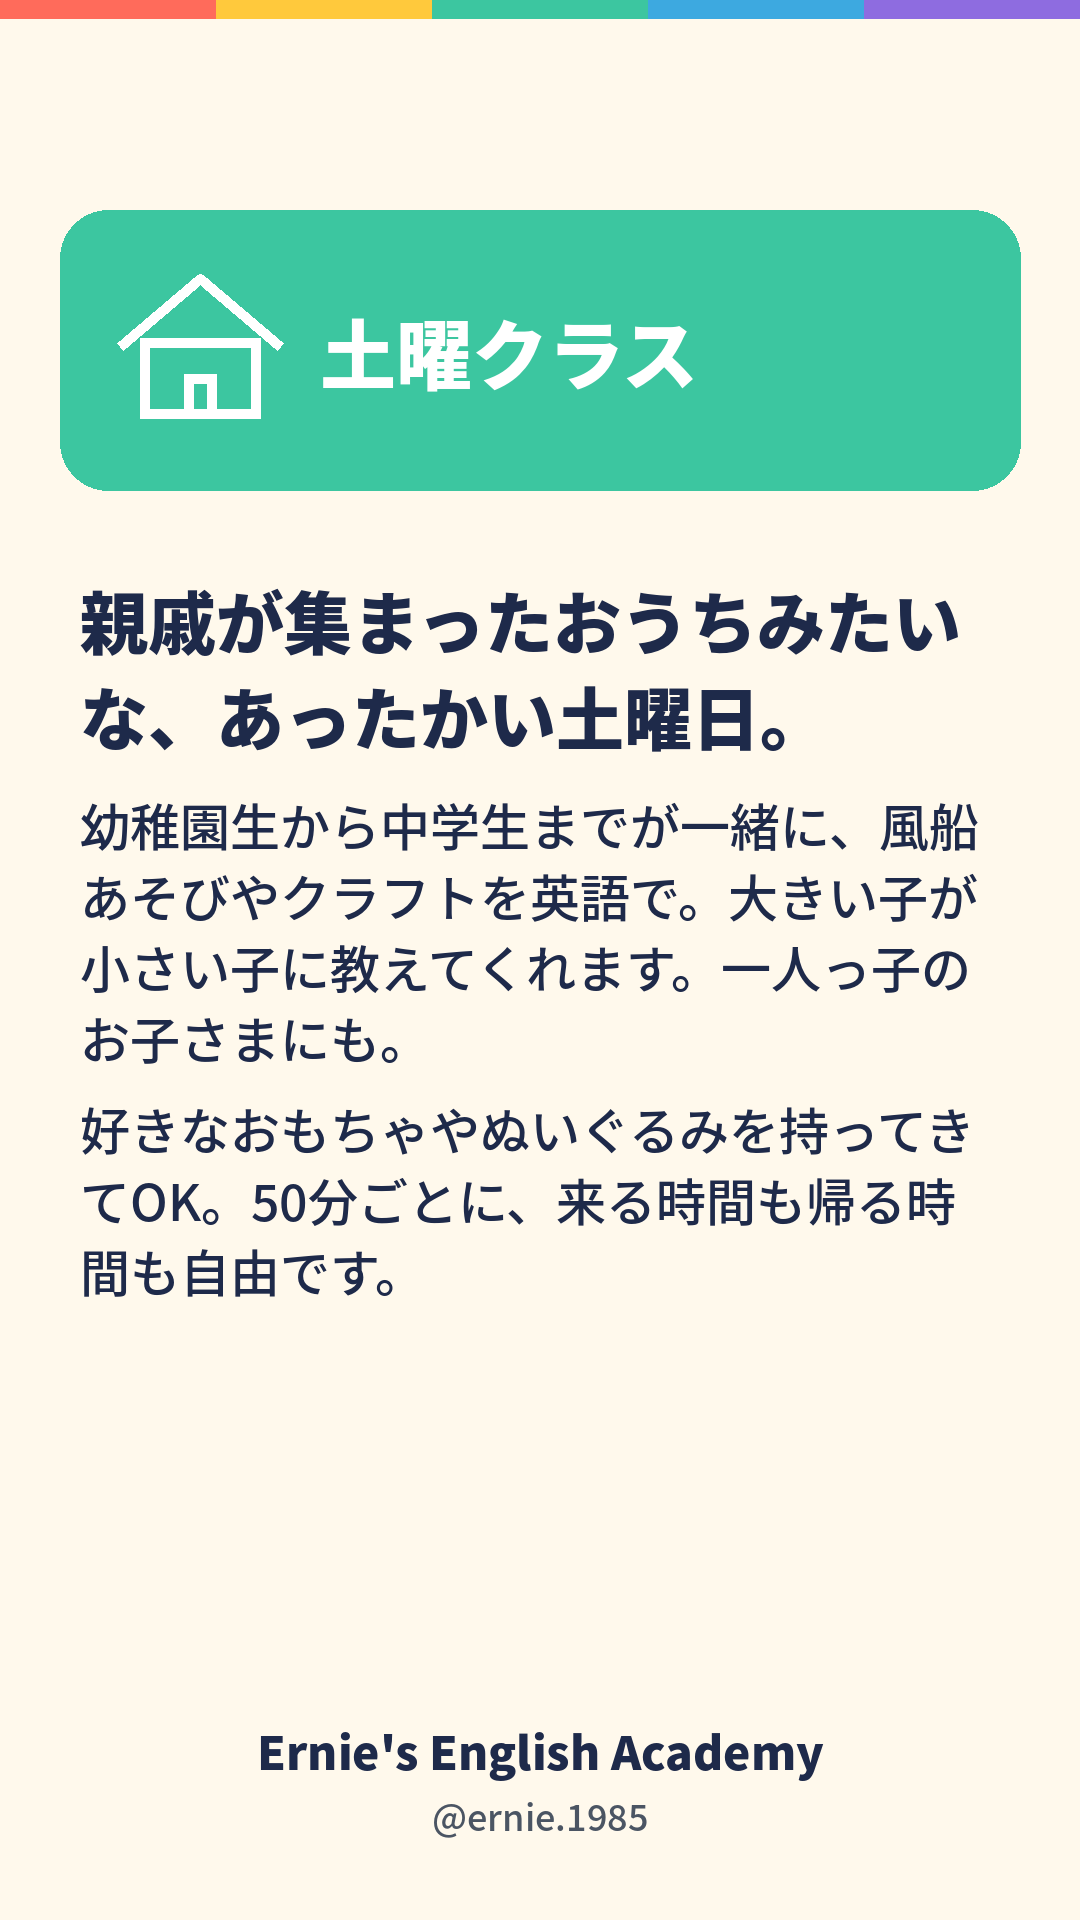 土曜クラス
親戚が集まったおうちみたい
な、あったかい土曜日。
幼稚園生から中学生までが一緒に、風船
あそびやクラフトを英語で。大きい子が
小さい子に教えてくれます。一人っ子の
お子さまにも。
好きなおもちゃやぬいぐるみを持ってき
てOK。50分ごとに、来る時間も帰る時
間も自由です。
Ernie's English Academy
@ernie.1985